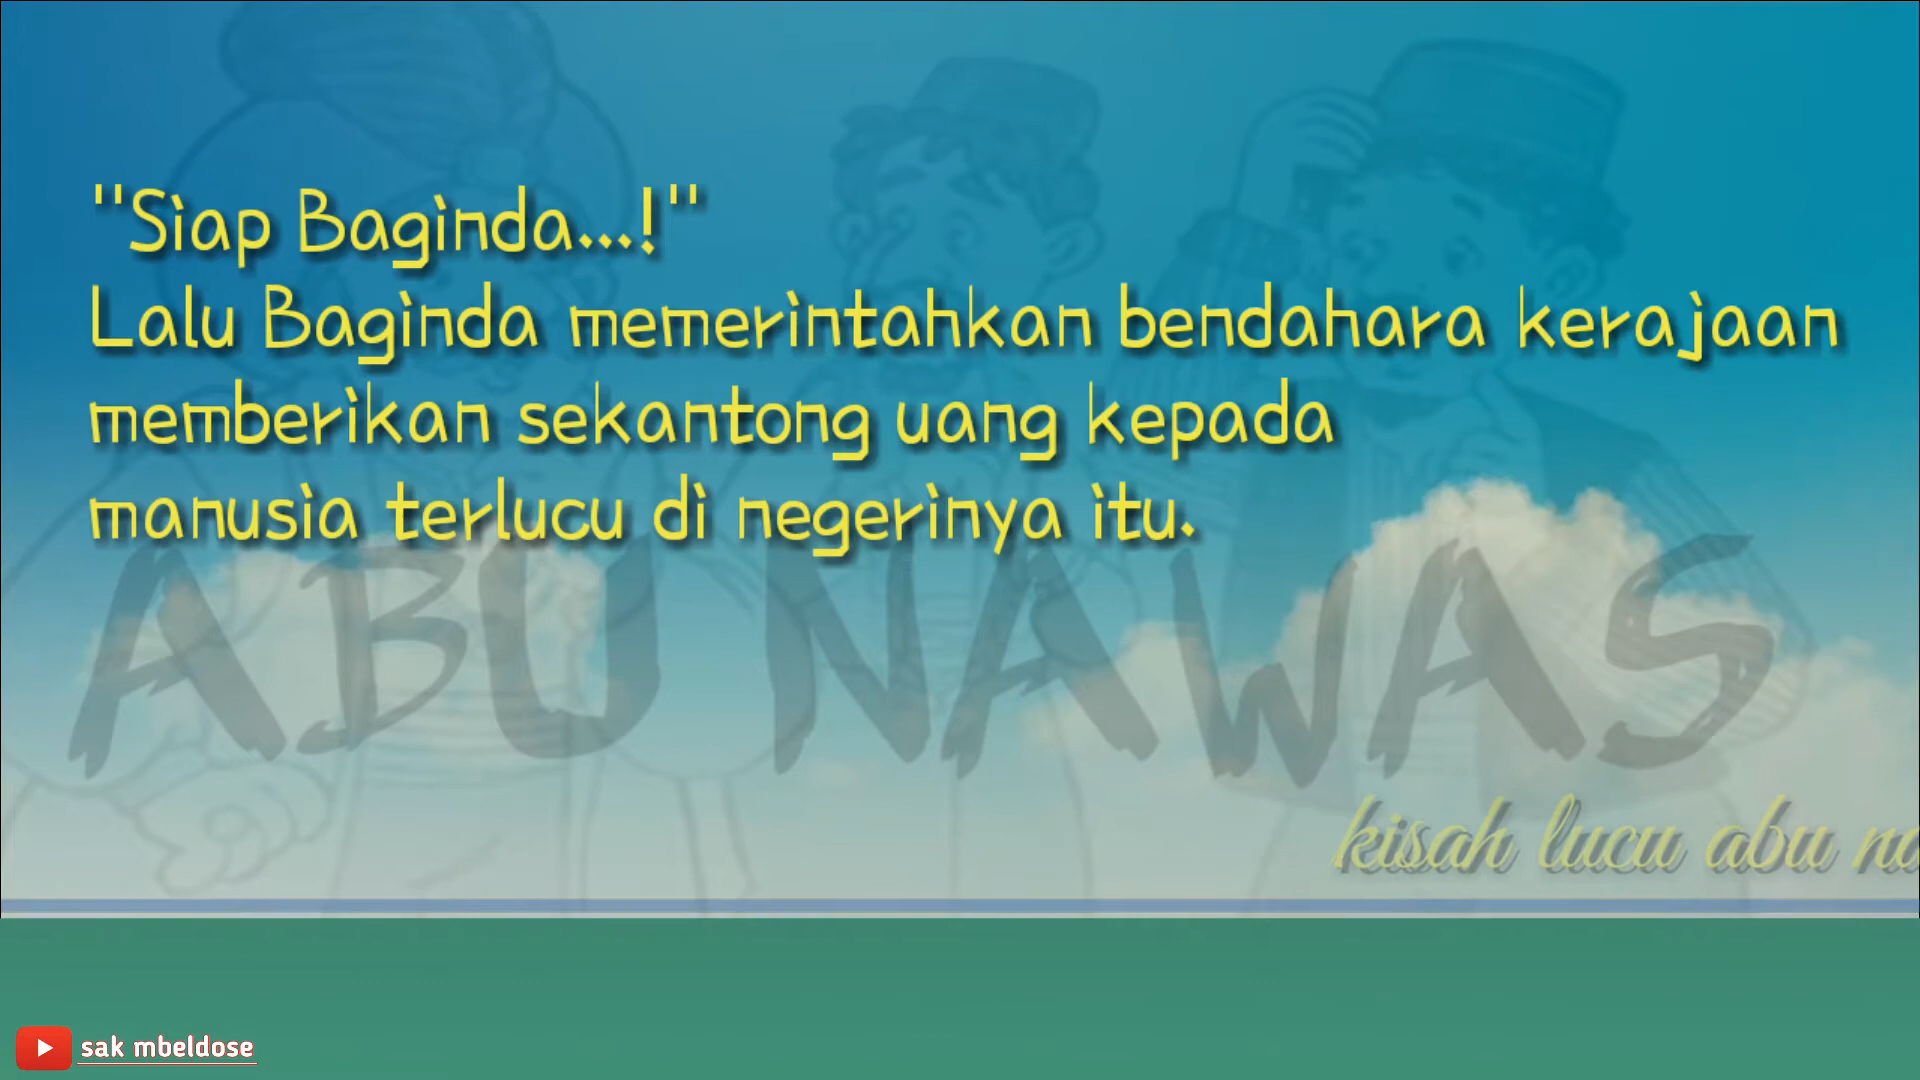 "Siap Baginda...!"
Lalu Baginda memerintahkan bendahara kerajaan
memberikan sekantong uang kepada
manusia terlucu di negerinya itu.
ABU NAWAS
kisah lucu abu na
sak mbeldose